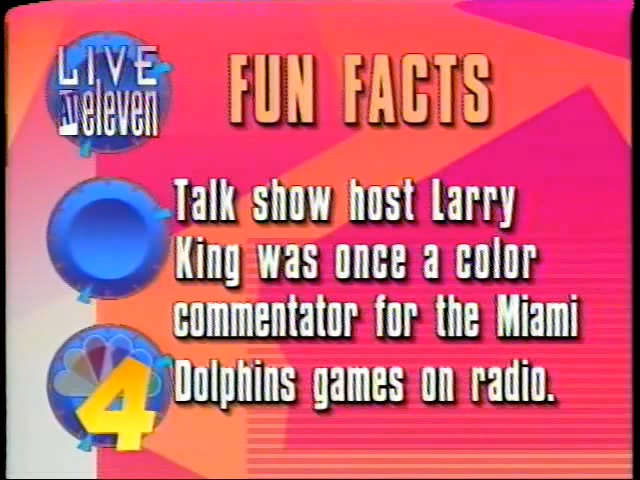 LIVE
AT eleven
FUN FACTS
Talk show host Larry
King was once a color
commentator for the Miami
Dolphins games on radio.
4